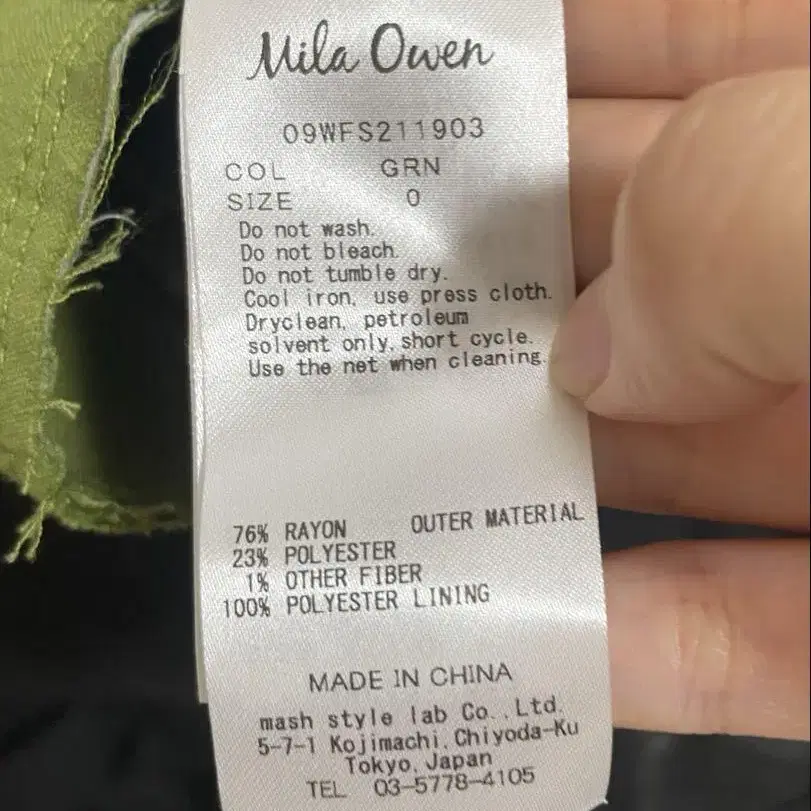 Mila Owen
09WFS211903
COL GRN
SIZE 0
Do not wash.
Do not bleach.
Do not tumble dry.
Cool iron, use press cloth.
Dryclean, petroleum
solvent only, short cycle.
Use the net when cleaning.
76% RAYON OUTER MATERIAL
23% POLYESTER
1% OTHER FIBER
100% POLYESTER LINING
MADE IN CHINA
mash style lab Co., Ltd.
5-7-1 Kojimachi, Chiyoda-Ku
Tokyo, Japan
TEL 03-5778-4105